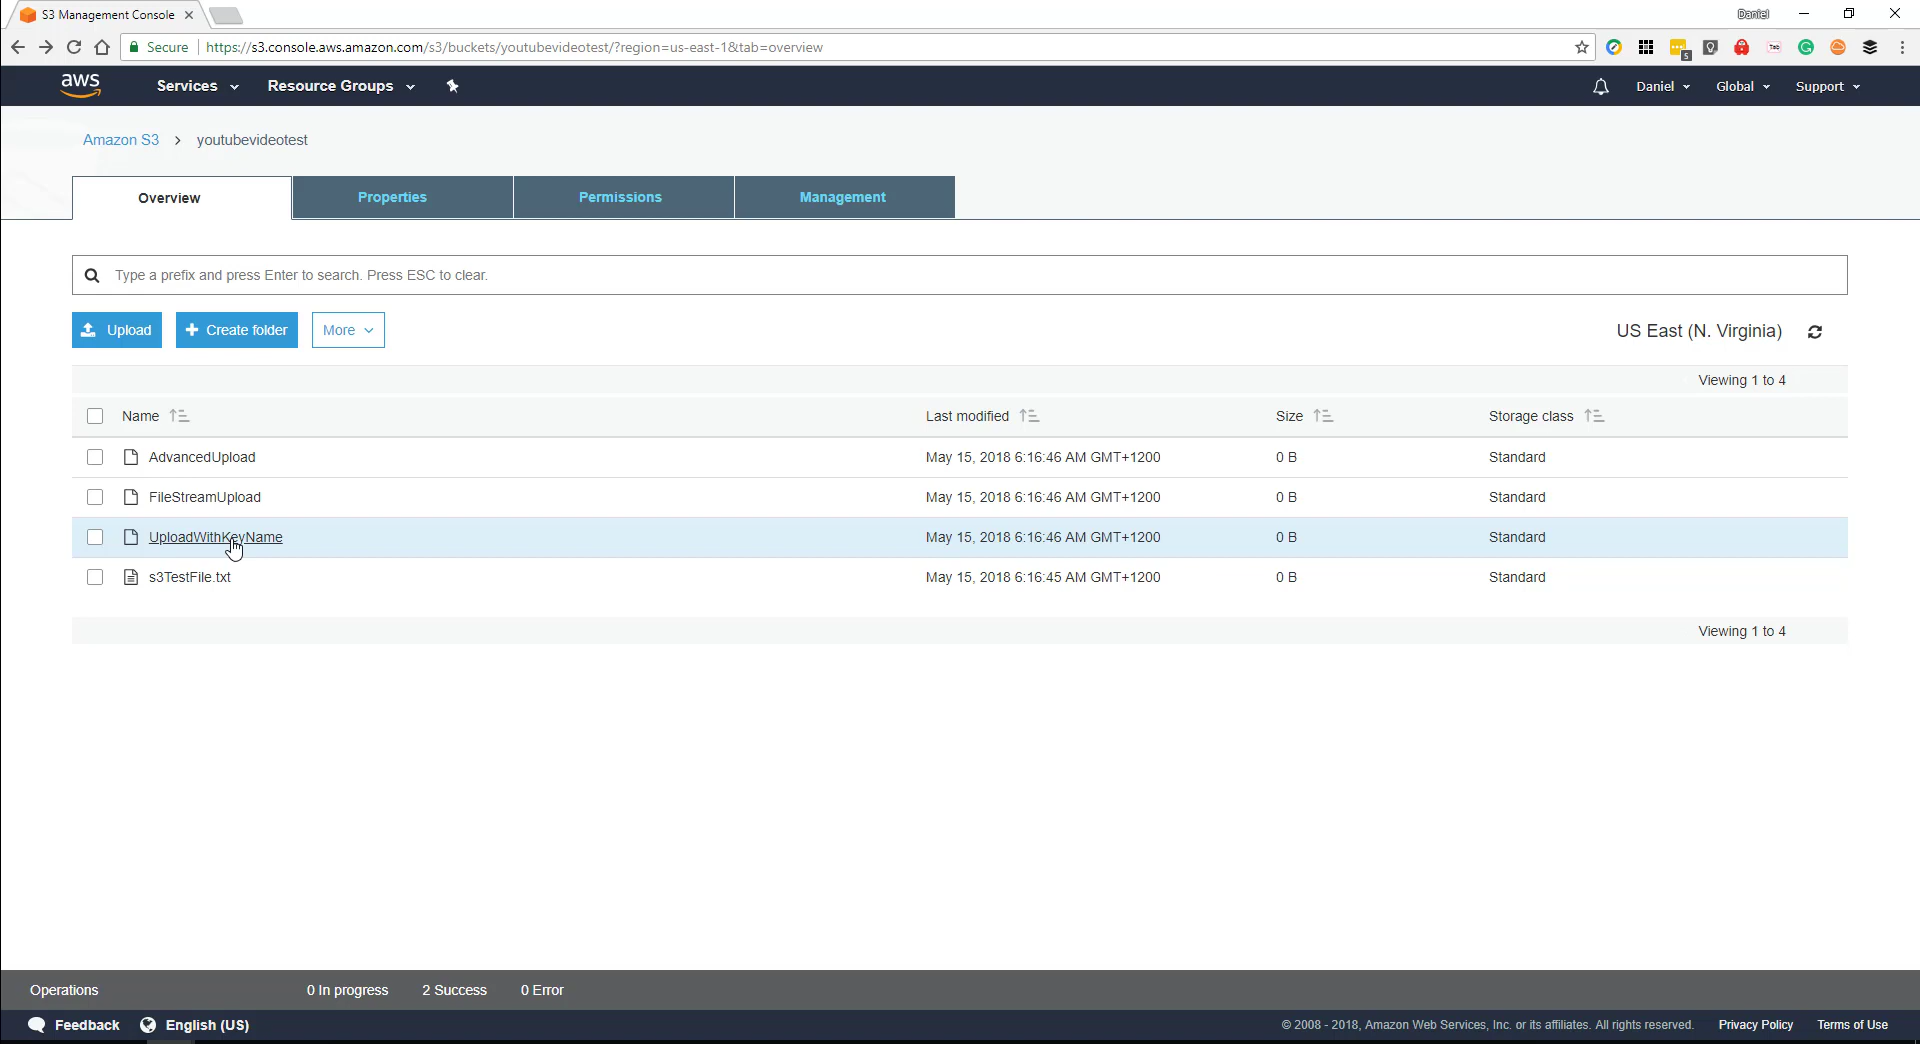 S3 Management Console
Daniel
Secure https://s3.console.aws.amazon.com/s3/buckets/youtubevideotest/?region=us-east-1&tab=overview
5
Tab
aws Services Resource Groups Daniel Global Support
Amazon S3 > youtubevideotest
Overview Properties Permissions Management
Type a prefix and press Enter to search. Press ESC to clear.
Upload + Create folder More US East (N. Virginia)
Viewing 1 to 4
Name Last modified Size Storage class
AdvancedUpload May 15, 2018 6:16:46 AM GMT+1200 0 B Standard
FileStreamUpload May 15, 2018 6:16:46 AM GMT+1200 0 B Standard
UploadWithKeyName May 15, 2018 6:16:46 AM GMT+1200 0 B Standard
s3TestFile.txt May 15, 2018 6:16:45 AM GMT+1200 0 B Standard
Viewing 1 to 4
Operations 0 In progress 2 Success 0 Error
Feedback English (US) © 2008 - 2018, Amazon Web Services, Inc. or its affiliates. All rights reserved. Privacy Policy Terms of Use